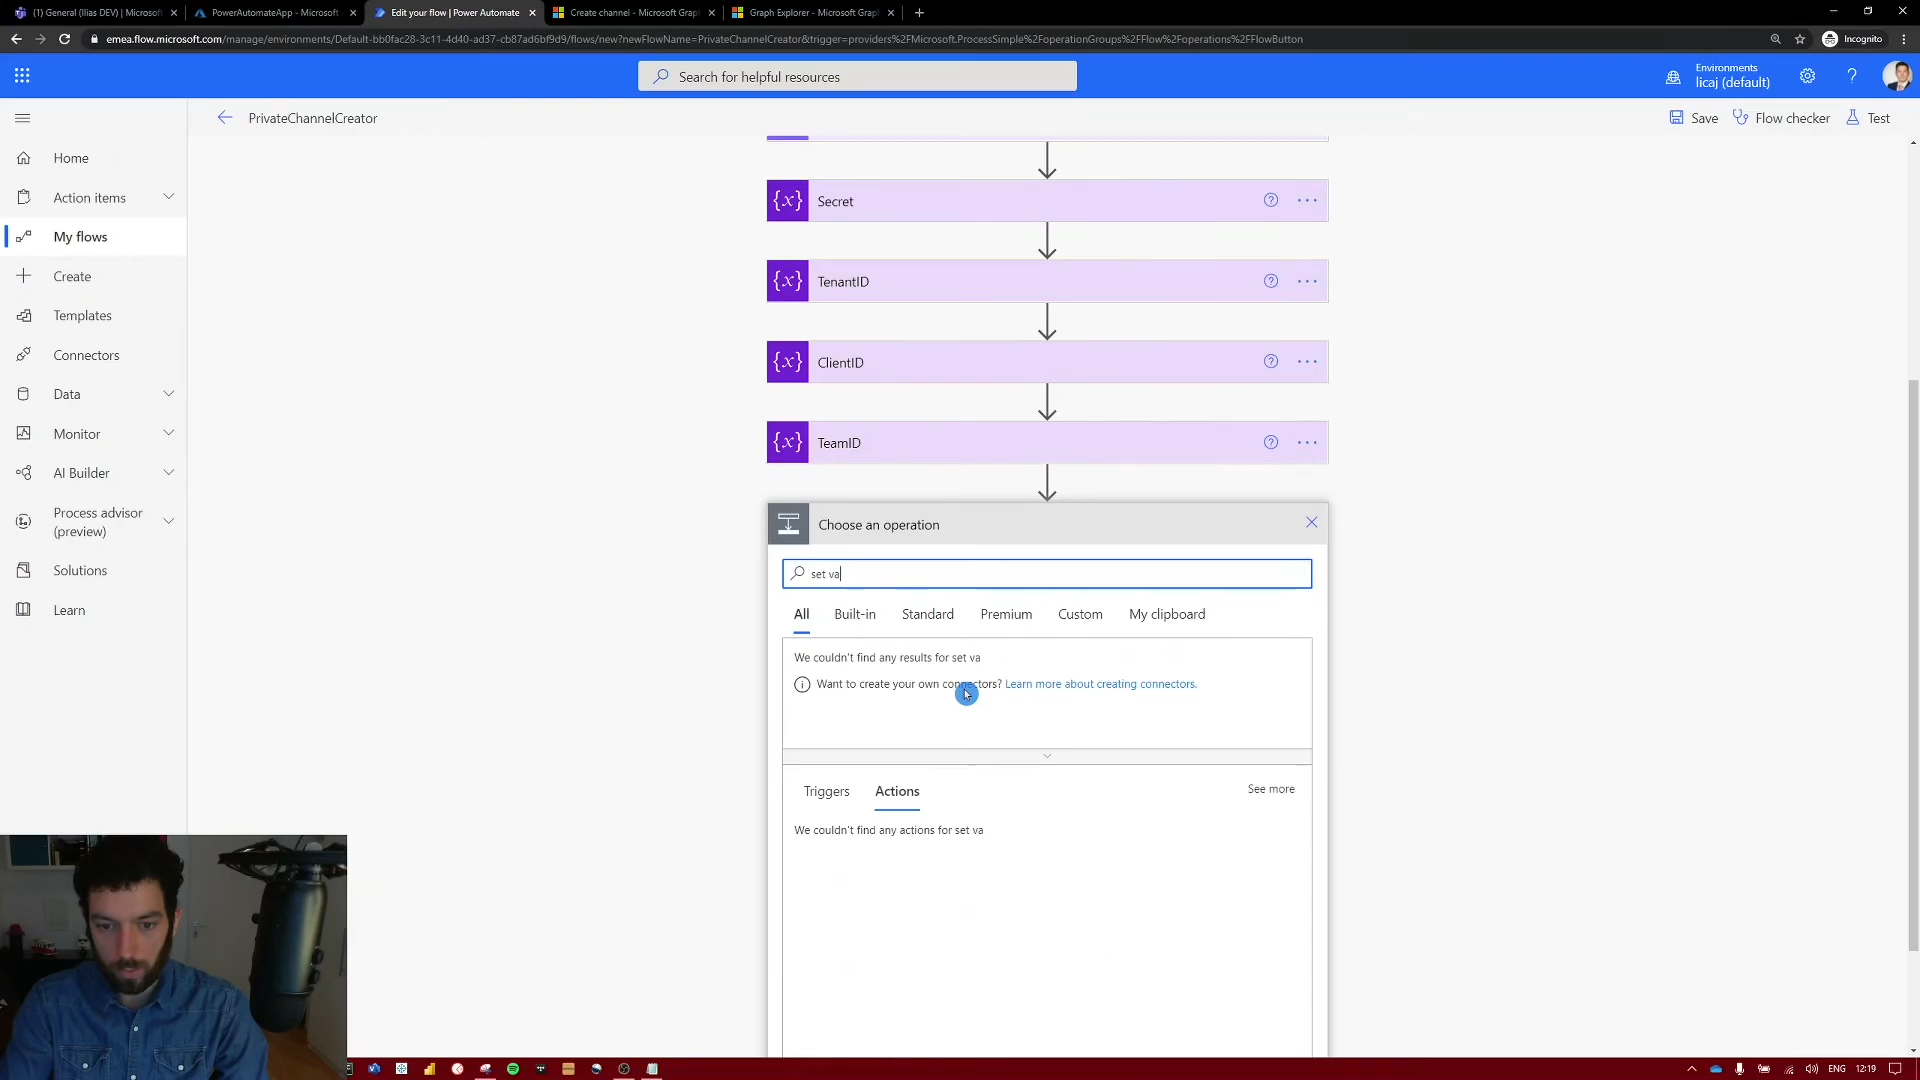 (1) General (Ilias DEV) | Microsoft
PowerAutomateApp - Microsoft
Edit your flow | Power Automate
Create channel - Microsoft Grap
Graph Explorer - Microsoft Grap
emea.flow.microsoft.com/manage/environments/Default-bb0fac28-3c11-4d40-ad37-cb87ad6bf9d9/flows/new?newFlowName=PrivateChannelCreator&trigger=providers%2FMicrosoft.ProcessSimple%2FoperationGroups%2FFlow%2Foperations%2FFlowButton
Incognito
Search for helpful resources
Environments
licaj (default)
PrivateChannelCreator
Save
Flow checker
Test
Home
Action items
My flows
Create
Templates
Connectors
Data
Monitor
AI Builder
Process advisor
(preview)
Solutions
Learn
{x} Secret
{x} TenantID
{x} ClientID
{x} TeamID
Choose an operation
set va
All
Built-in
Standard
Premium
Custom
My clipboard
We couldn't find any results for set va
Want to create your own connectors? Learn more about creating connectors.
Triggers
Actions
See more
We couldn't find any actions for set va
ENG
12:19